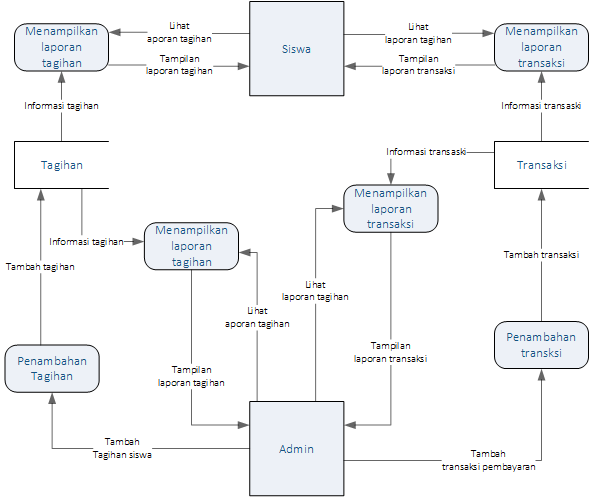 Menampilkan
laporan
tagihan
Lihat
aporan tagihan
Tampilan
laporan tagihan
Siswa
Lihat
laporan tagihan
Tampilan
laporan transaksi
Menampilkan
laporan
transaksi
Informasi tagihan
Informasi transaski
Tagihan
Informasi transaski
Transaksi
Menampilkan
laporan
transaksi
Menampilkan
laporan
tagihan
Informasi tagihan
Tambah tagihan
Tambah transaksi
Lihat
aporan tagihan
Lihat
laporan tagihan
Penambahan
Tagihan
Tampilan
laporan tagihan
Tampilan
laporan transaksi
Penambahan
transksi
Tambah
Tagihan siswa
Admin
Tambah
transaksi pembayaran